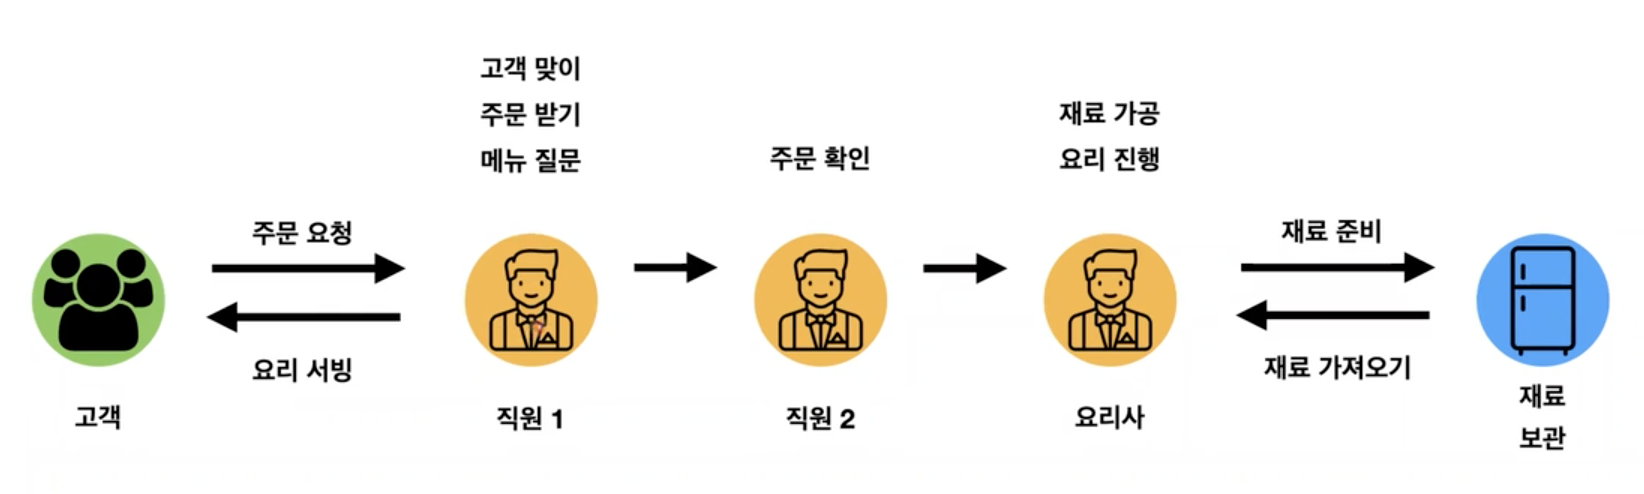 고객 맞이
주문 받기
메뉴 질문
주문 확인
재료 가공
요리 진행
주문 요청
요리 서빙
재료 준비
재료 가져오기
고객
직원 1
직원 2
요리사
재료
보관